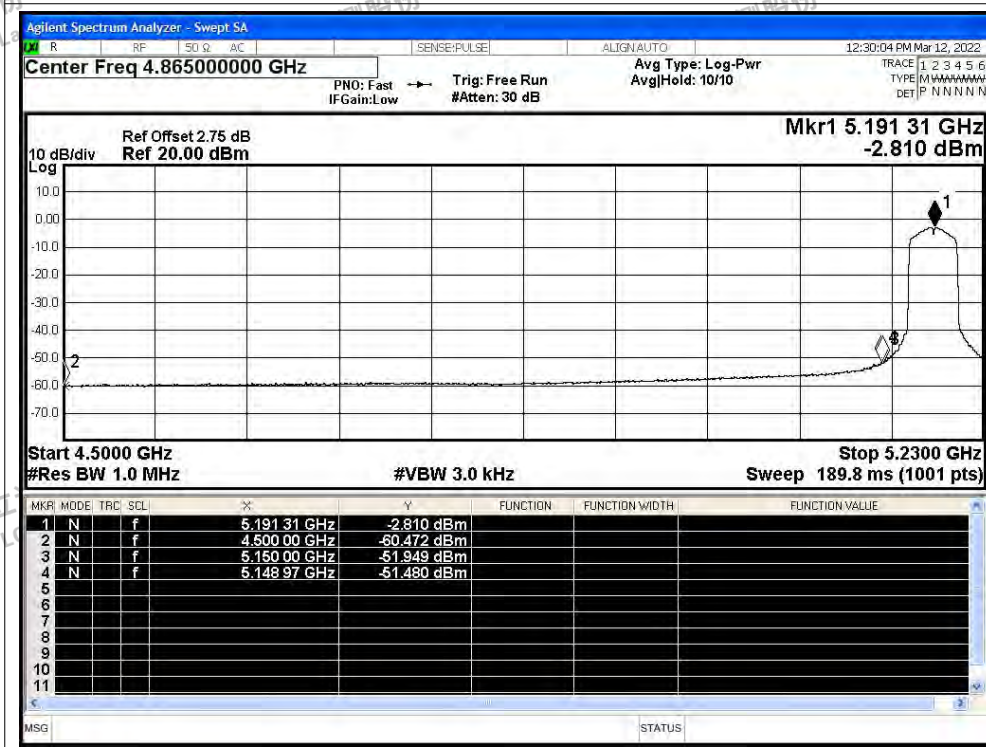 Agilent Spectrum Analyzer - Swept SA
R RF 50 Ω AC SENSE:PULSE ALIGN AUTO 12:30:04 PM Mar 12, 2022
Center Freq 4.865000000 GHz
PNO: Fast
IFGain:Low
Trig: Free Run
#Atten: 30 dB
Avg Type: Log-Pwr
Avg|Hold: 10/10
TRACE 1 2 3 4 5 6
TYPE M WWWWW
DET P N N N N N
Mkr1 5.191 31 GHz
-2.810 dBm
Ref Offset 2.75 dB
10 dB/div Ref 20.00 dBm
Log
10.0
0.00
-10.0
-20.0
-30.0
-40.0
-50.0
-60.0
-70.0
1
2
4
Start 4.5000 GHz Stop 5.2300 GHz
#Res BW 1.0 MHz #VBW 3.0 kHz Sweep 189.8 ms (1001 pts)
MKR MODE TRC SCL X Y FUNCTION FUNCTION WIDTH FUNCTION VALUE
1 N f 5.191 31 GHz -2.810 dBm
2 N f 4.500 00 GHz -60.472 dBm
3 N f 5.150 00 GHz -51.949 dBm
4 N f 5.148 97 GHz -51.480 dBm
5
6
7
8
9
10
11
MSG STATUS